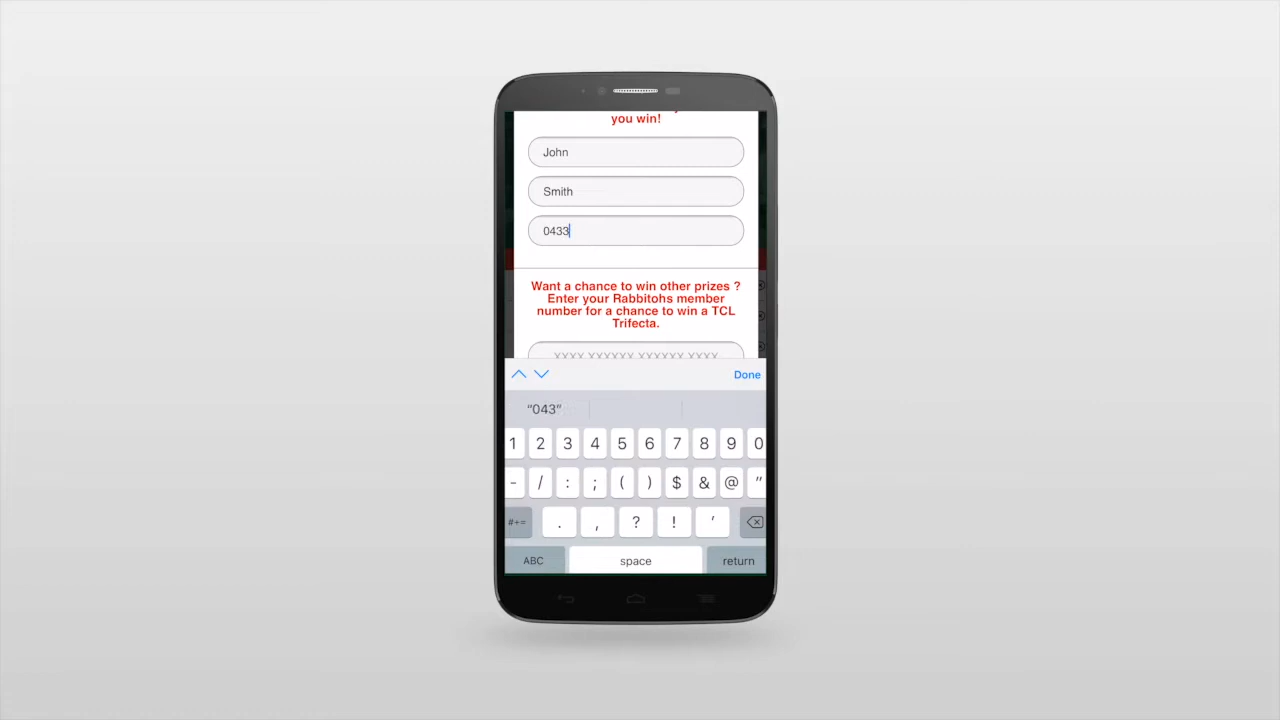 you win!
John
Smith
0433
Want a chance to win other prizes ?
Enter your Rabbitohs member
number for a chance to win a TCL
Trifecta.
XXXX XXXXXX XXXXXX XXXX
Done
“043”
1 2 3 4 5 6 7 8 9 0
- / : ; ( ) $ & @ "
#+= . , ? ! ’
ABC space return